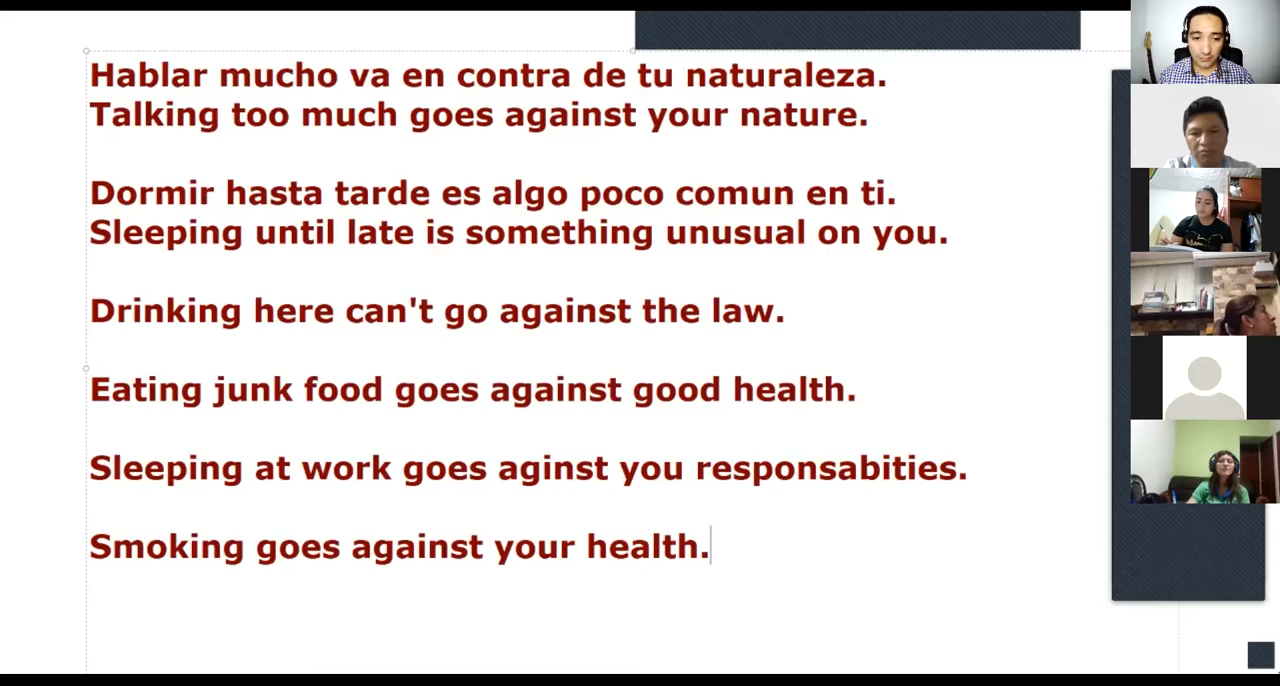 Hablar mucho va en contra de tu naturaleza.
Talking too much goes against your nature.
Dormir hasta tarde es algo poco comun en ti.
Sleeping until late is something unusual on you.
Drinking here can't go against the law.
Eating junk food goes against good health.
Sleeping at work goes aginst you responsabities.
Smoking goes against your health.